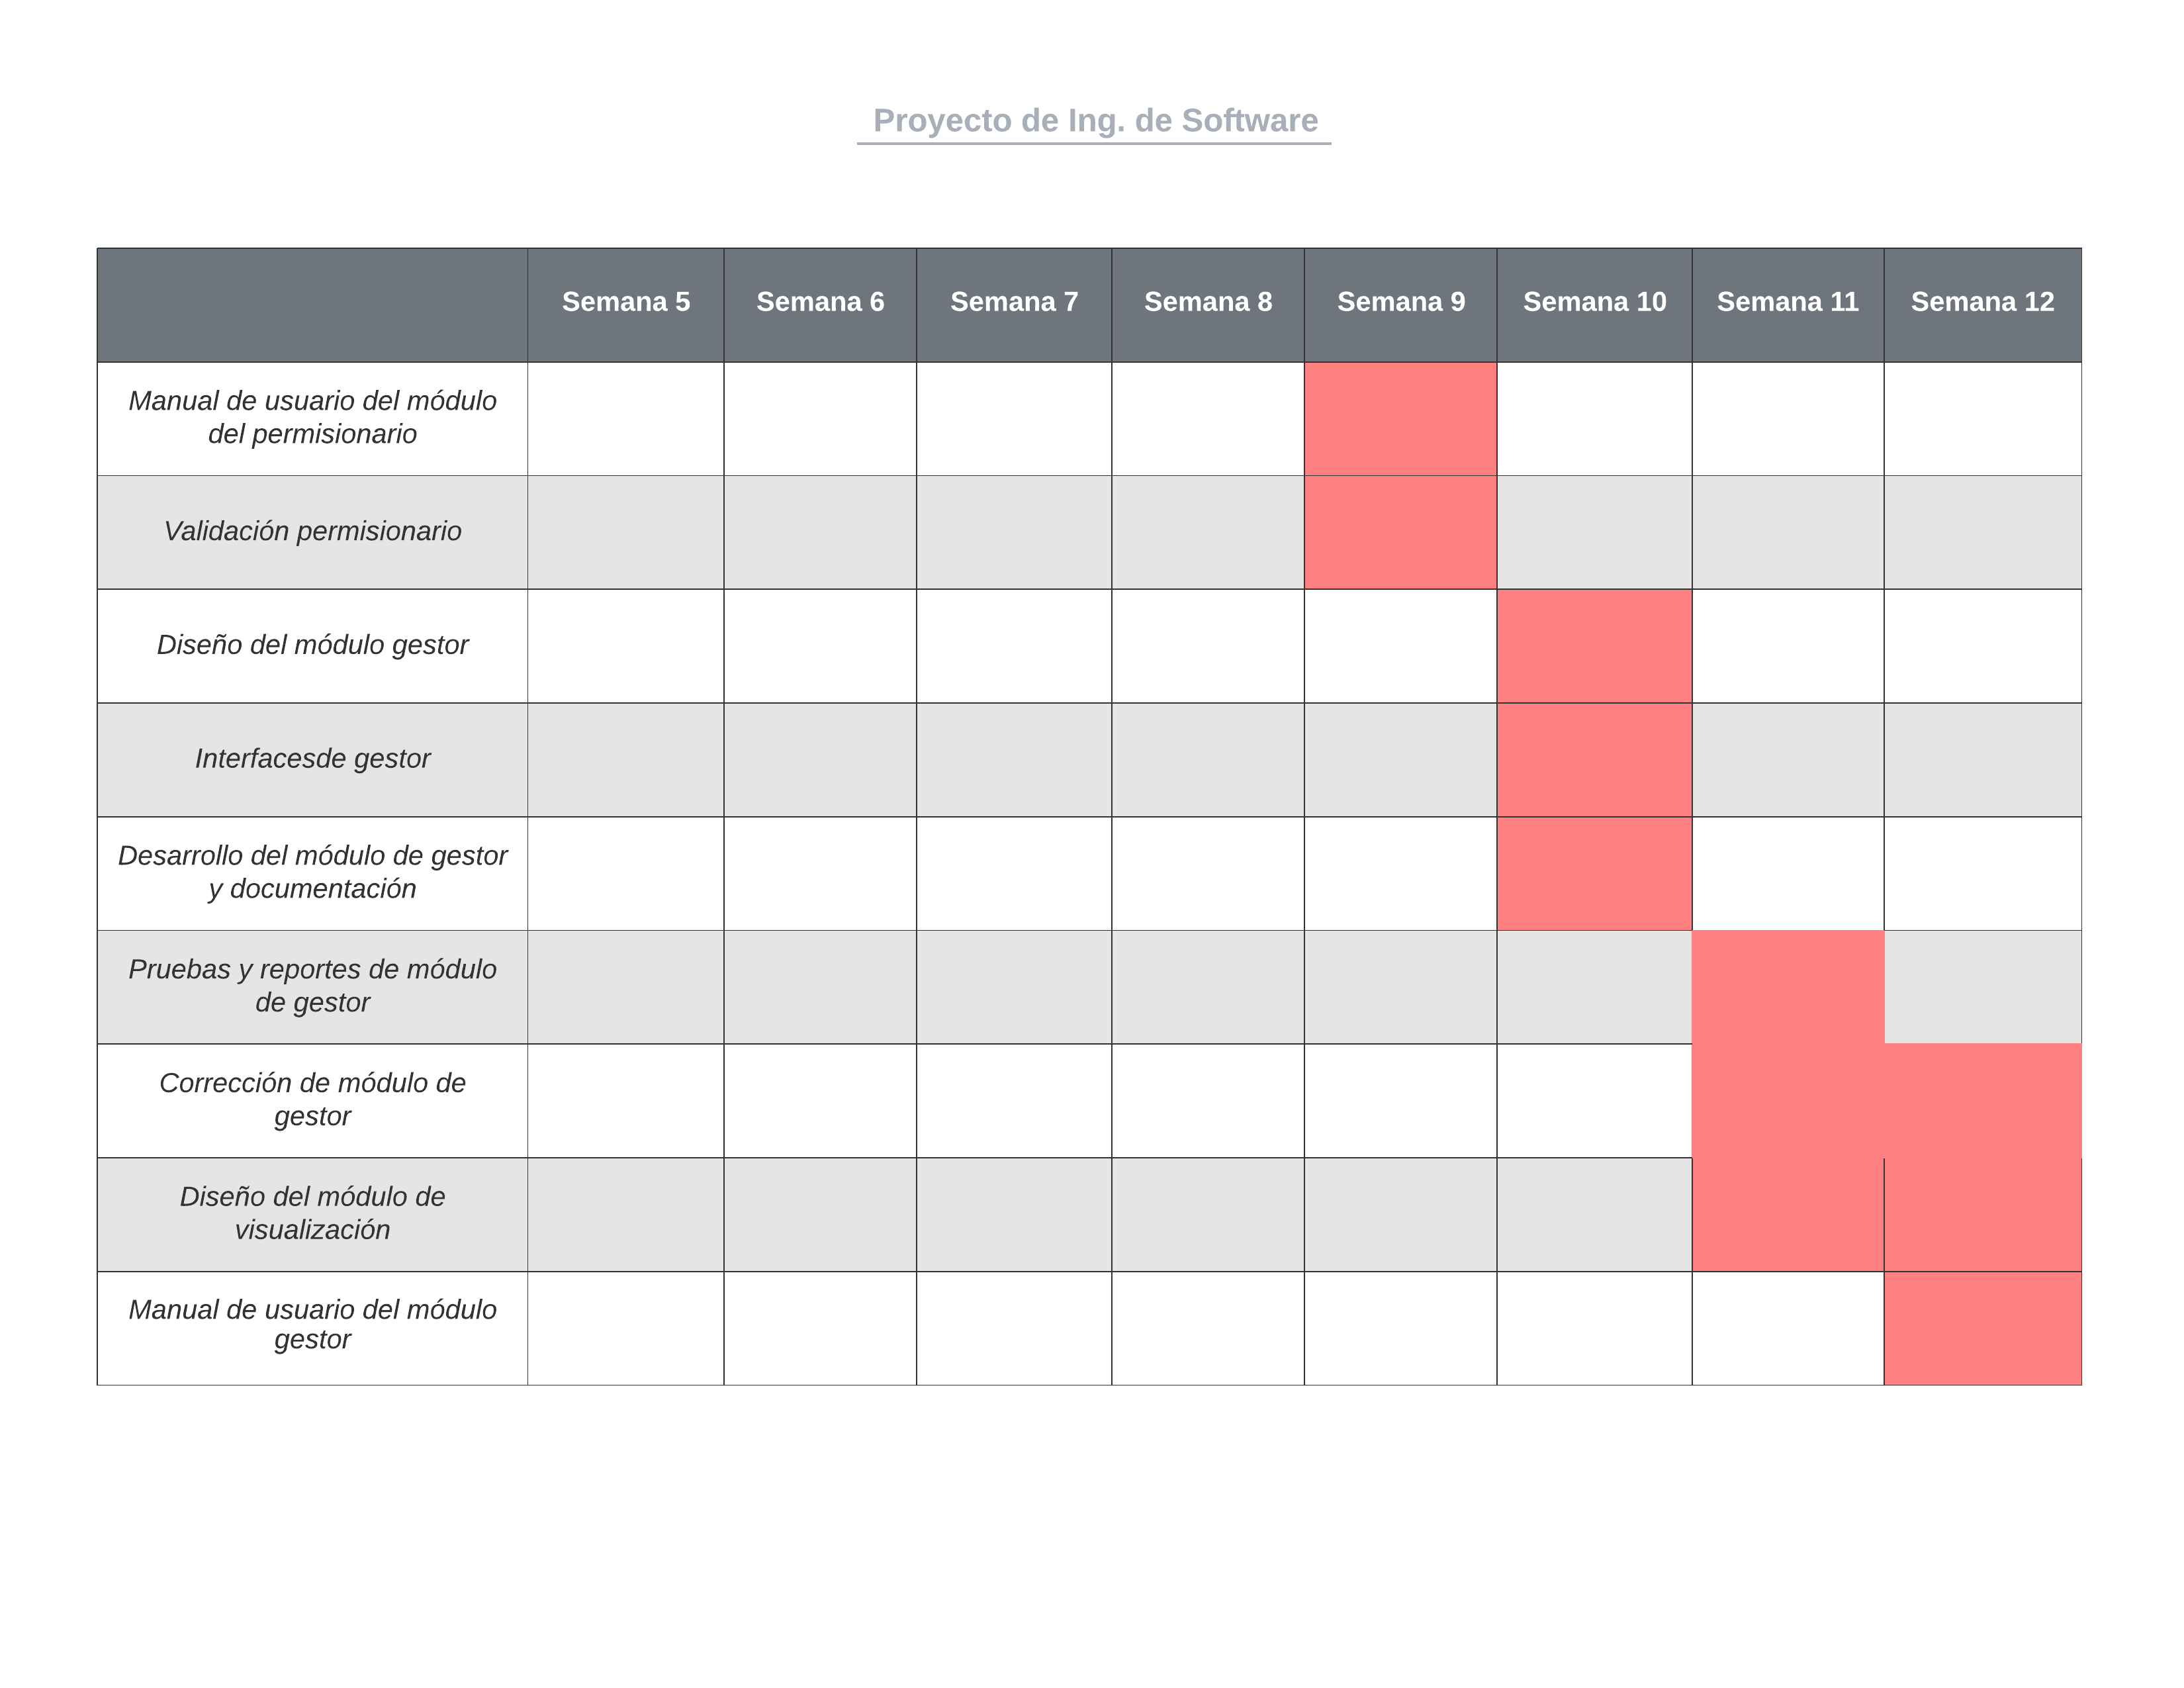 Proyecto de Ing. de Software
Semana 5 Semana 6 Semana 7 Semana 8 Semana 9 Semana 10 Semana 11 Semana 12
Manual de usuario del módulo
del permisionario
Validación permisionario
Diseño del módulo gestor
Interfacesde gestor
Desarrollo del módulo de gestor
y documentación
Pruebas y reportes de módulo
de gestor
Corrección de módulo de
gestor
Diseño del módulo de
visualización
Manual de usuario del módulo
gestor